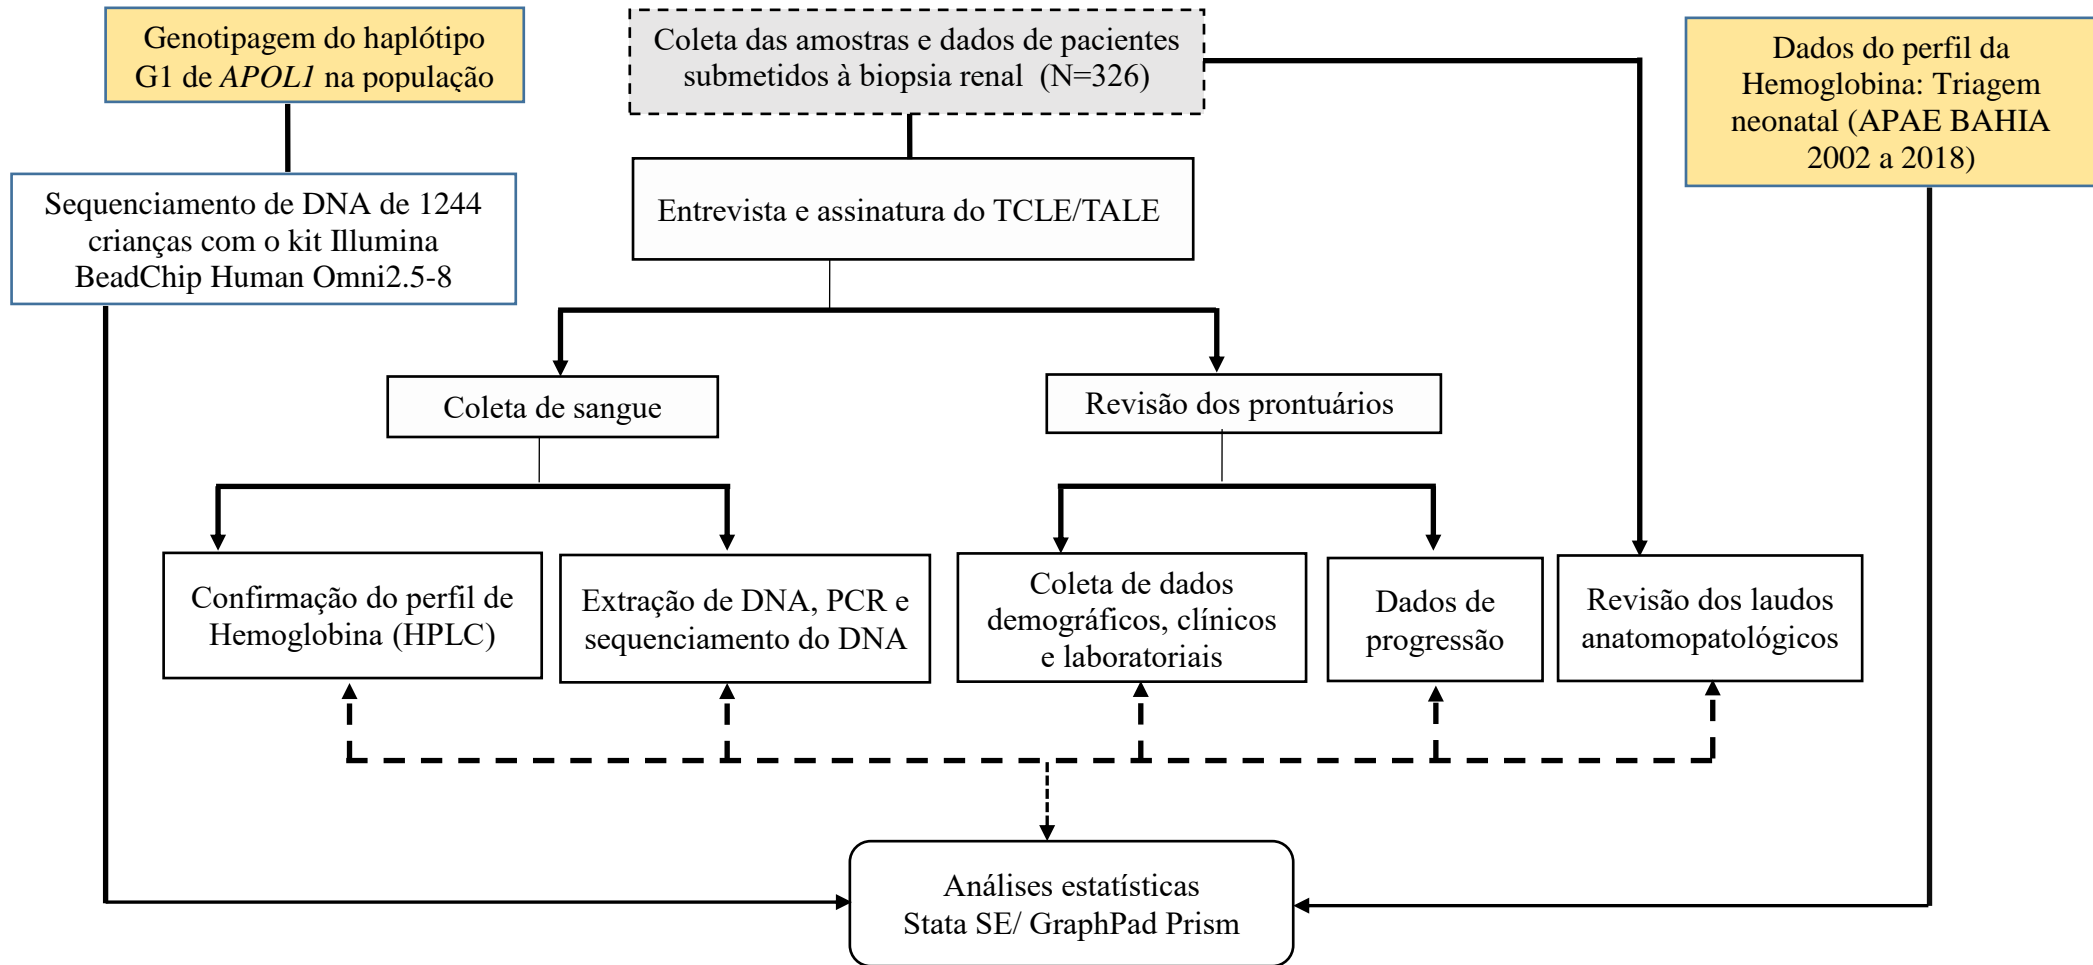 Genotipagem do haplótipo
G1 de APOL1 na população
Coleta das amostras e dados de pacientes
submetidos à biopsia renal (N=326)
Dados do perfil da
Hemoglobina: Triagem
neonatal (APAE BAHIA
2002 a 2018)
Sequenciamento de DNA de 1244
crianças com o kit Illumina
BeadChip Human Omni2.5-8
Entrevista e assinatura do TCLE/TALE
Coleta de sangue
Revisão dos prontuários
Confirmação do perfil de
Hemoglobina (HPLC)
Extração de DNA, PCR e
sequenciamento do DNA
Coleta de dados
demográficos, clínicos
e laboratoriais
Dados de
progressão
Revisão dos laudos
anatomopatológicos
Análises estatísticas
Stata SE/ GraphPad Prism